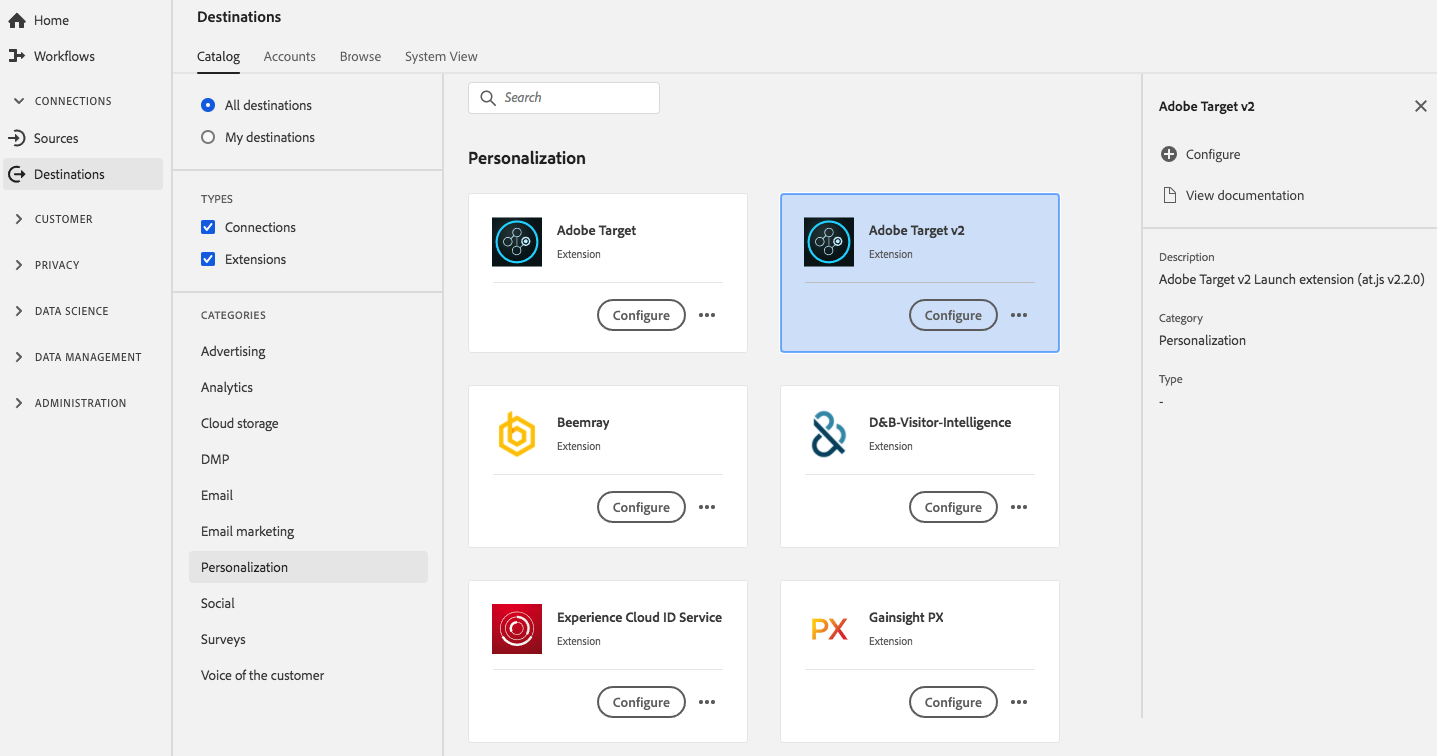 Home
Workflows
CONNECTIONS
Sources
Destinations
CUSTOMER
PRIVACY
DATA SCIENCE
DATA MANAGEMENT
ADMINISTRATION
Destinations
Catalog Accounts Browse System View
All destinations
My destinations
TYPES
Connections
Extensions
CATEGORIES
Advertising
Analytics
Cloud storage
DMP
Email
Email marketing
Personalization
Social
Surveys
Voice of the customer
Search
Personalization
Adobe Target
Extension
Configure
Adobe Target v2
Extension
Configure
Beemray
Extension
Configure
D&B-Visitor-Intelligence
Extension
Configure
Experience Cloud ID Service
Extension
Configure
PX
Gainsight PX
Extension
Configure
Adobe Target v2
Configure
View documentation
Description
Adobe Target v2 Launch extension (at.js v2.2.0)
Category
Personalization
Type
-